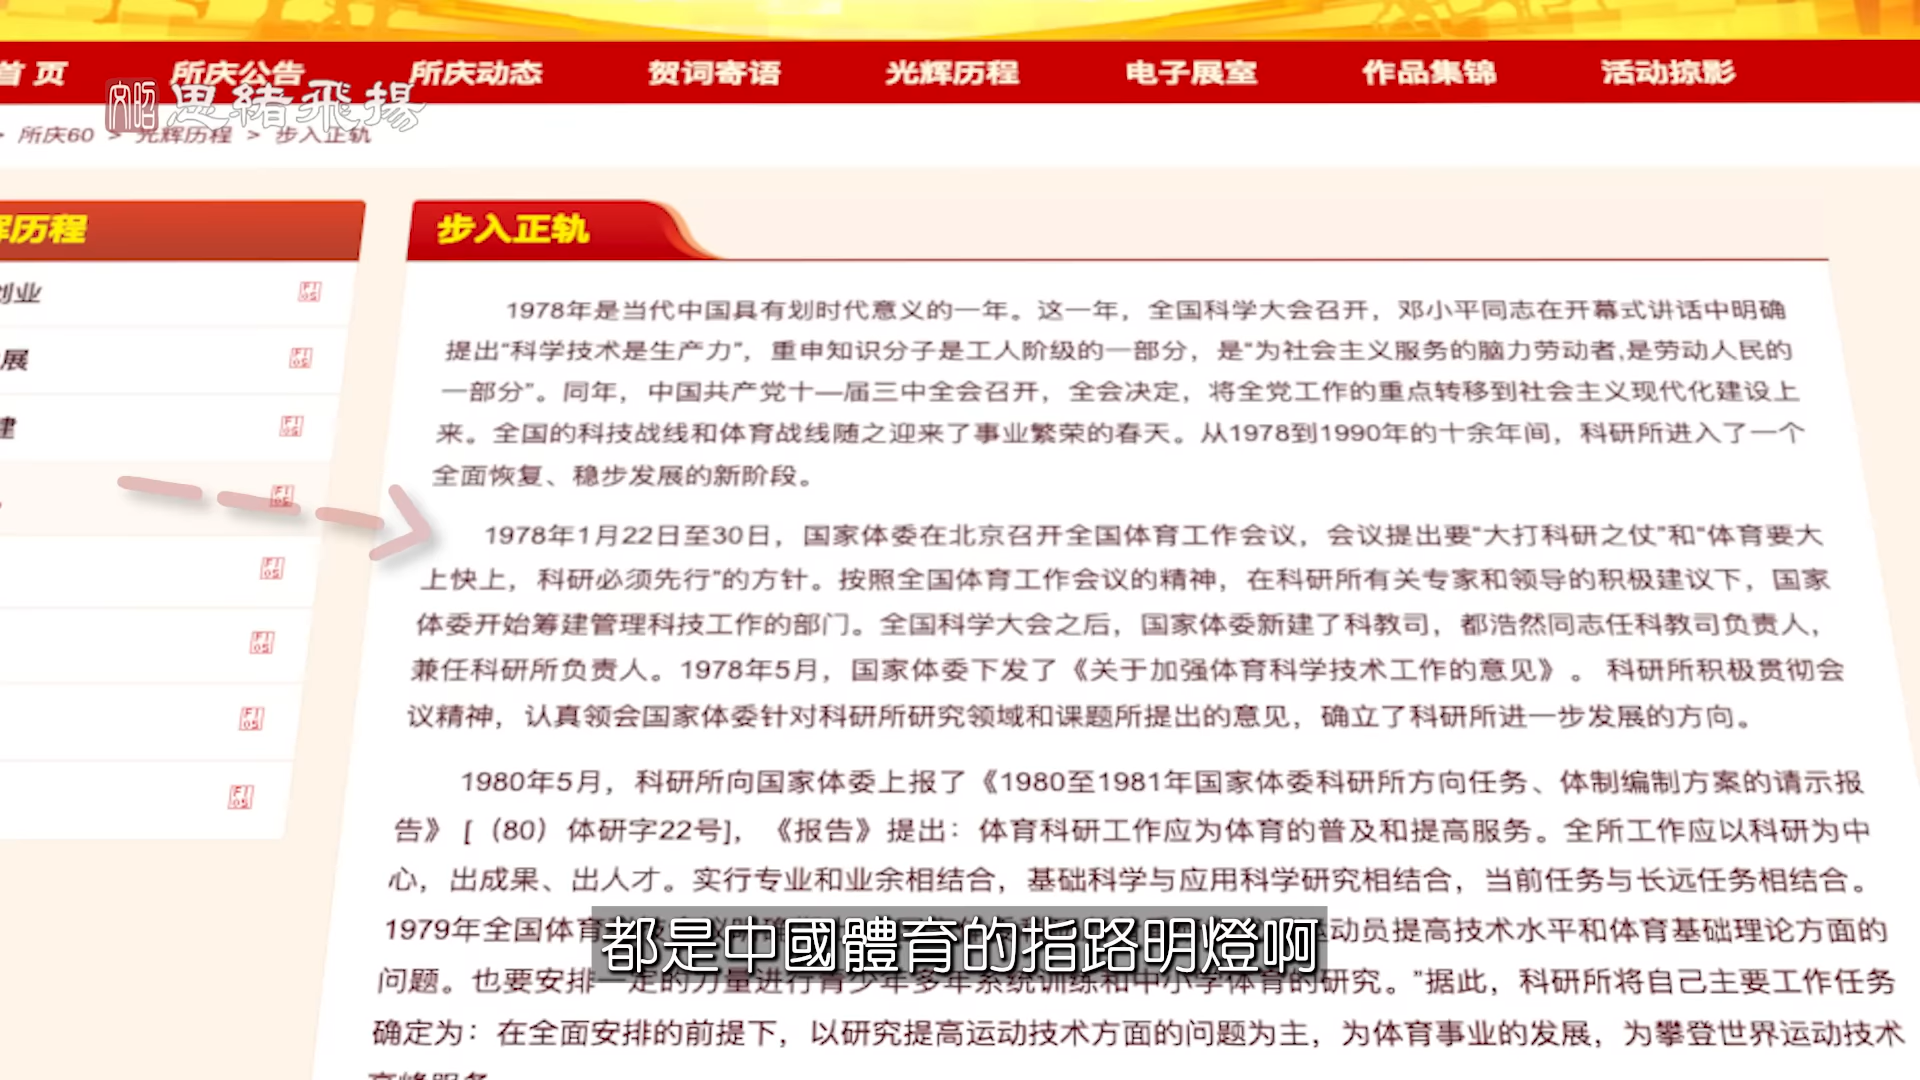 首页 所庆公告 所庆动态 贺词寄语 光辉历程 电子展室 作品集锦 活动掠影
文昭 思緒飛揚
> 所庆60 > 光辉历程 > 步入正轨
辉历程
创业
展
建
步入正轨
1978年是当代中国具有划时代意义的一年。这一年，全国科学大会召开，邓小平同志在开幕式讲话中明确
提出“科学技术是生产力”，重申知识分子是工人阶级的一部分，是“为社会主义服务的脑力劳动者,是劳动人民的
一部分”。同年，中国共产党十一届三中全会召开，全会决定，将全党工作的重点转移到社会主义现代化建设上
来。全国的科技战线和体育战线随之迎来了事业繁荣的春天。从1978到1990年的十余年间，科研所进入了一个
全面恢复、稳步发展的新阶段。
1978年1月22日至30日，国家体委在北京召开全国体育工作会议，会议提出要“大打科研之仗”和“体育要大
上快上，科研必须先行”的方针。按照全国体育工作会议的精神，在科研所有关专家和领导的积极建议下，国家
体委开始筹建管理科技工作的部门。全国科学大会之后，国家体委新建了科教司，都浩然同志任科教司负责人，
兼任科研所负责人。1978年5月，国家体委下发了《关于加强体育科学技术工作的意见》。 科研所积极贯彻会
议精神，认真领会国家体委针对科研所研究领域和课题所提出的意见，确立了科研所进一步发展的方向。
1980年5月，科研所向国家体委上报了《1980至1981年国家体委科研所方向任务、体制编制方案的请示报
告》 [（80）体研字22号]，《报告》提出：体育科研工作应为体育的普及和提高服务。全所工作应以科研为中
心，出成果、出人才。实行专业和业余相结合，基础科学与应用科学研究相结合，当前任务与长远任务相结合。
1979年全国体育 运动员提高技术水平和体育基础理论方面的
都是中國體育的指路明燈啊
问题。也要安排一定的力量进行青少年多年系统训练和中小学体育的研究。”据此，科研所将自己主要工作任务
确定为：在全面安排的前提下，以研究提高运动技术方面的问题为主，为体育事业的发展，为攀登世界运动技术